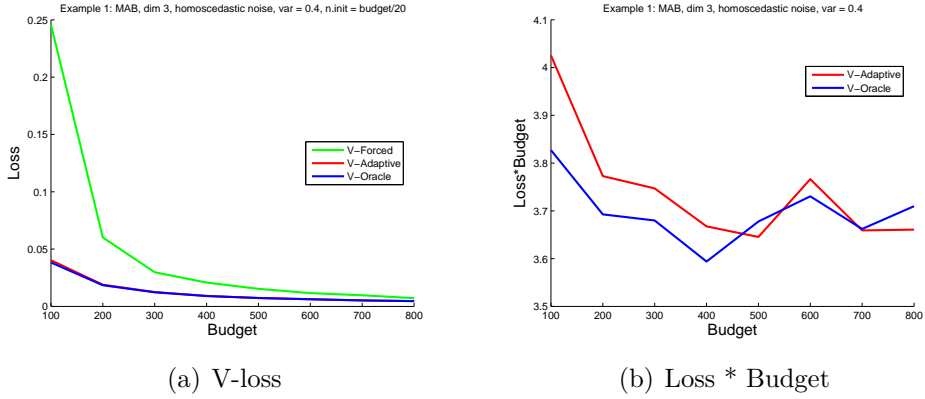 Example 1: MAB, dim 3, homoscedastic noise, var = 0.4, n.init = budget/20
0.25
0.2
0.15
0.1
0.05
0
Loss
V−Forced
V−Adaptive
V−Oracle
100 200 300 400 500 600 700 800
Budget
(a) V-loss
Example 1: MAB, dim 3, homoscedastic noise, var = 0.4
4.1
4
3.9
3.8
3.7
3.6
3.5
Loss*Budget
V−Adaptive
V−Oracle
100 200 300 400 500 600 700 800
Budget
(b) Loss * Budget